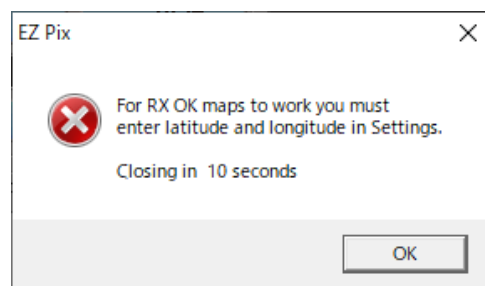 EZ Pix
For RX OK maps to work you must
enter latitude and longitude in Settings.
Closing in  10 seconds
OK